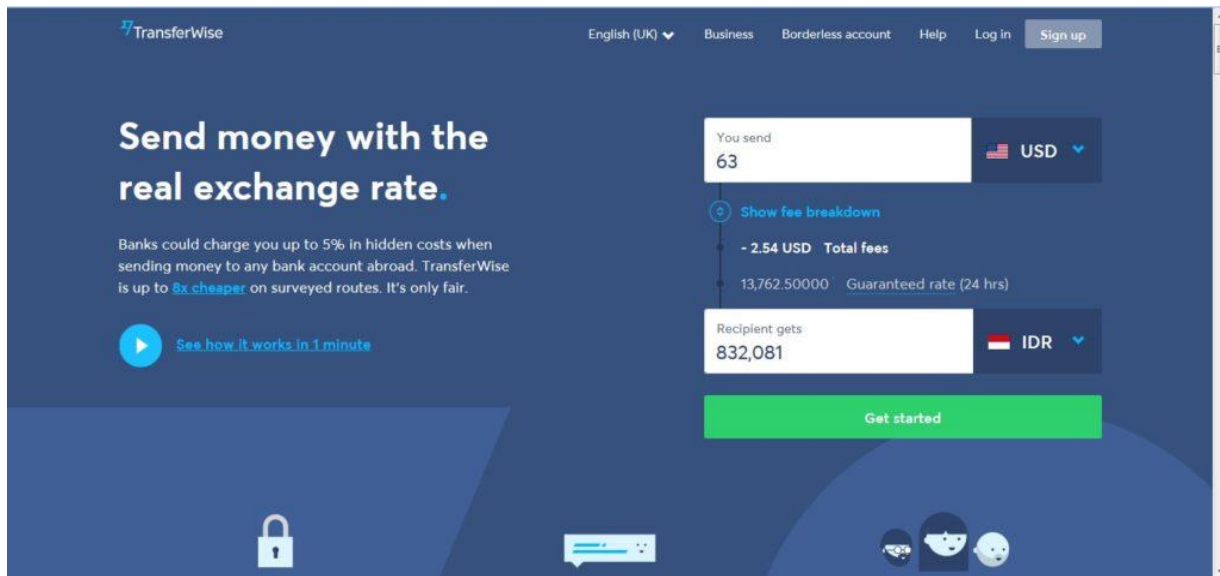 TransferWise
English (UK) Business Borderless account Help Log in Sign up
Send money with the
real exchange rate.
Banks could charge you up to 5% in hidden costs when
sending money to any bank account abroad. TransferWise
is up to 8x cheaper on surveyed routes. It's only fair.
See how it works in 1 minute
You send
63
USD
Show fee breakdown
- 2.54 USD Total fees
13,762.50000 Guaranteed rate (24 hrs)
Recipient gets
832,081
IDR
Get started